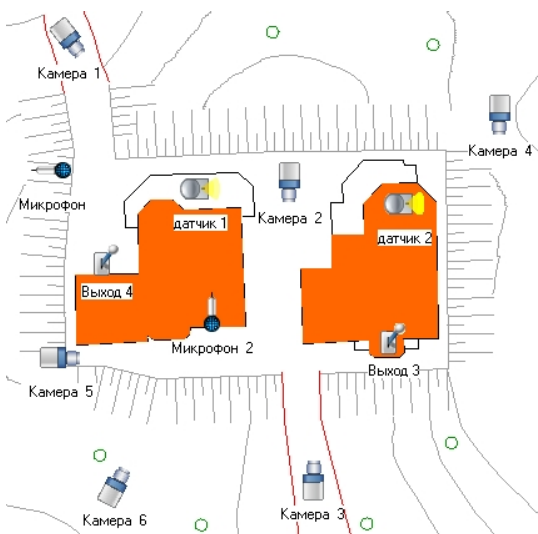 Камера 1
Камера 4
Микрофон
Камера 2
датчик 1
датчик 2
Выход 4
Микрофон 2
Выход 3
Камера 5
Камера 6
Камера 3